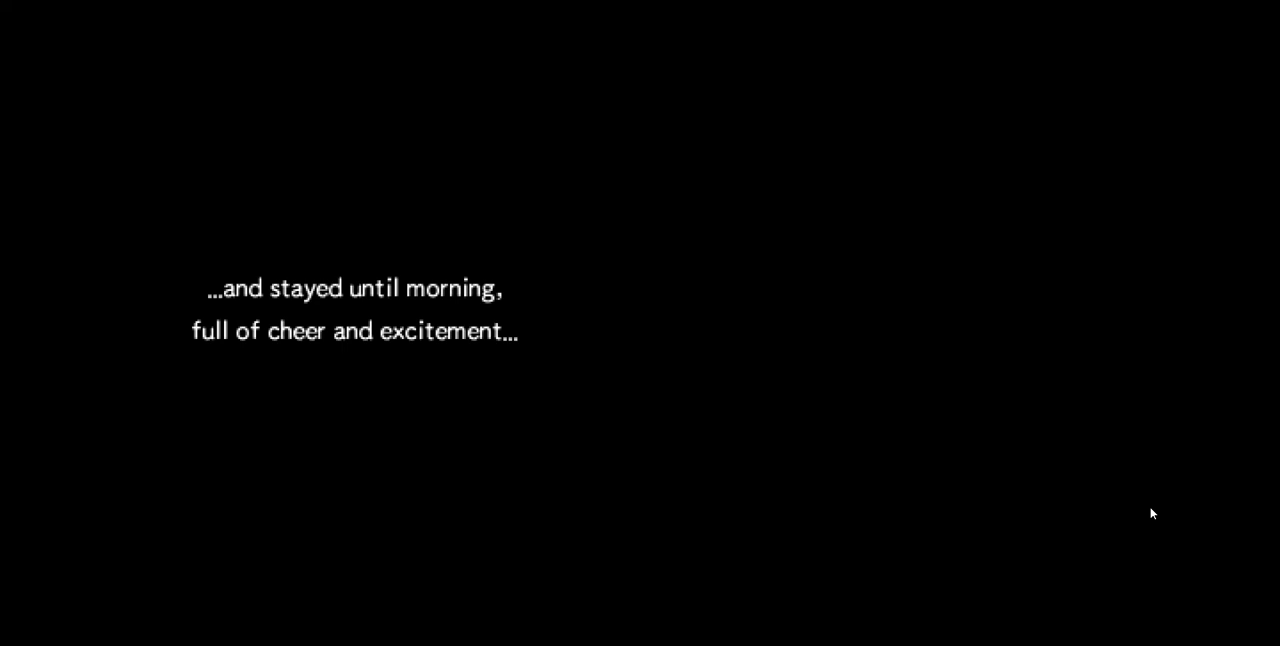 ...and stayed until morning,
full of cheer and excitement...